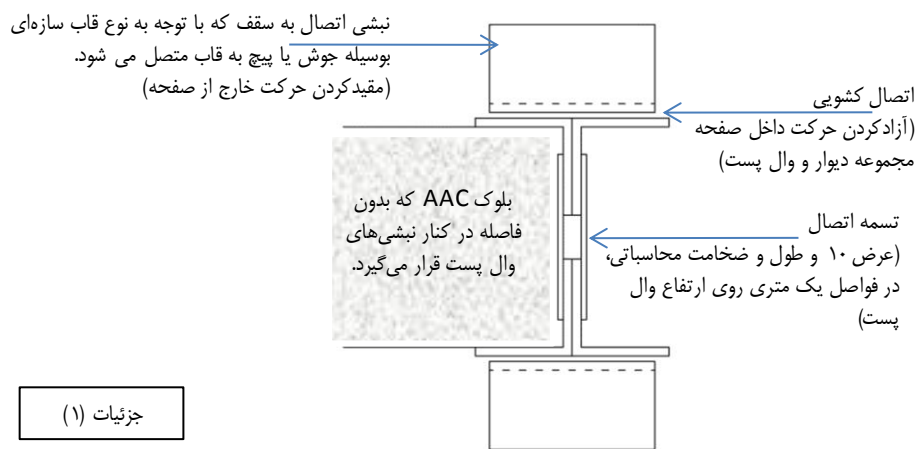 نبشی اتصال به سقف که با توجه به نوع قاب سازه‌ای
بوسیله جوش یا پیچ به قاب متصل می شود.
(مقیدکردن حرکت خارج از صفحه)
اتصال کشویی
(آزادکردن حرکت داخل صفحه
مجموعه دیوار و وال پست)
بلوک AAC که بدون
فاصله در کنار نبشی‌های
وال پست قرار می‌گیرد.
تسمه اتصال
(عرض ۱۰ و طول و ضخامت محاسباتی،
در فواصل یک متری روی ارتفاع وال
پست)
جزئیات (۱)